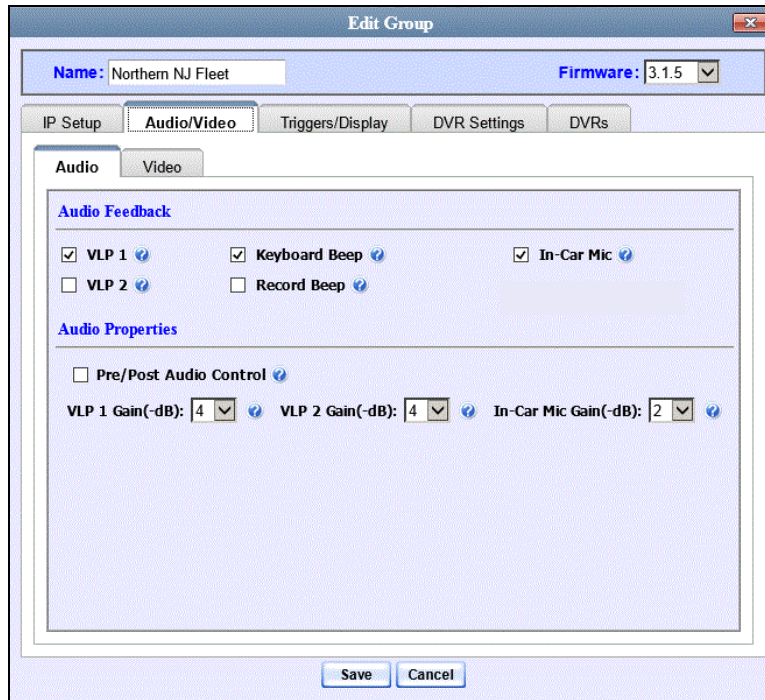 Edit Group
Name: Northern NJ Fleet Firmware: 3.1.5
IP Setup Audio/Video Triggers/Display DVR Settings DVRs
Audio Video
Audio Feedback
VLP 1 ? Keyboard Beep ? In-Car Mic ?
VLP 2 ? Record Beep ?
Audio Properties
Pre/Post Audio Control ?
VLP 1 Gain(-dB): 4 ? VLP 2 Gain(-dB): 4 ? In-Car Mic Gain(-dB): 2 ?
Save Cancel